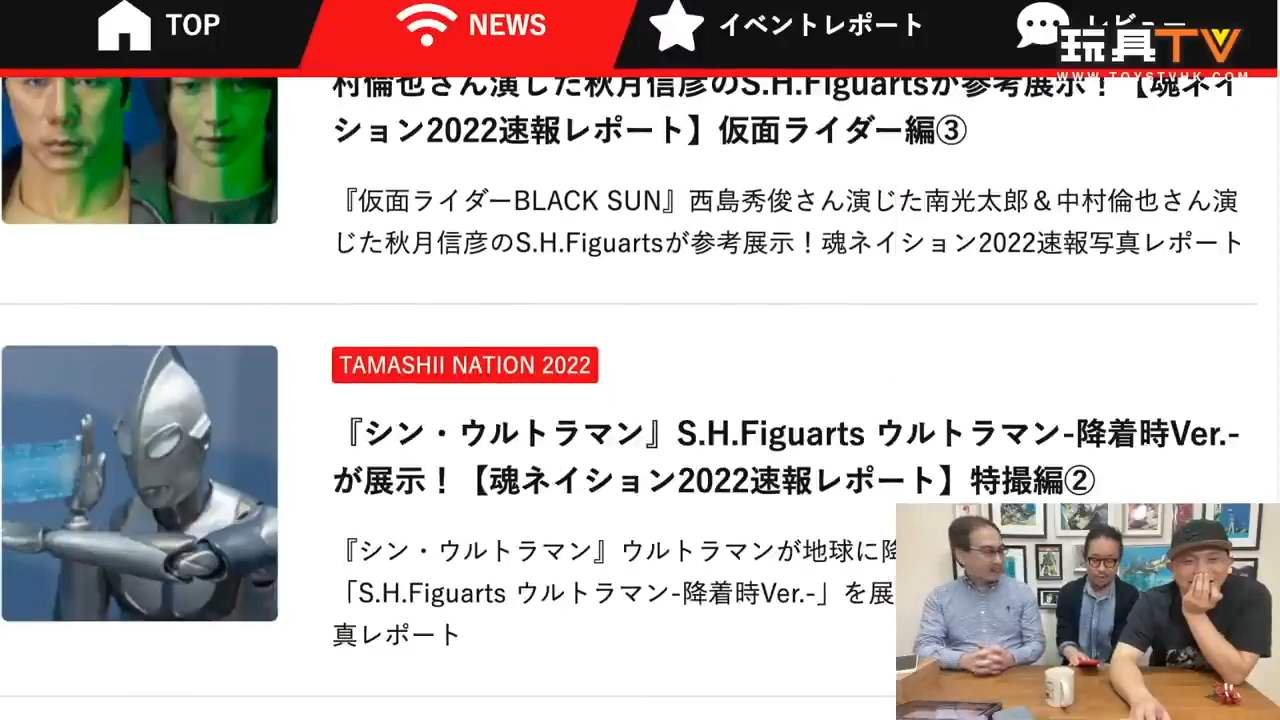 TOP
NEWS
イベントレポート
レビュー
玩具TV
WWW.TOYSTVHK.COM
村倫也さん演じた秋月信彦のS.H.Figuartsが参考展示！【魂ネイ
ション2022速報レポート】仮面ライダー編③
『仮面ライダーBLACK SUN』西島秀俊さん演じた南光太郎＆中村倫也さん演
じた秋月信彦のS.H.Figuartsが参考展示！魂ネイション2022速報写真レポート
TAMASHII NATION 2022
『シン・ウルトラマン』S.H.Figuarts ウルトラマン-降着時Ver.-
が展示！【魂ネイション2022速報レポート】特撮編②
『シン・ウルトラマン』ウルトラマンが地球に降
「S.H.Figuarts ウルトラマン-降着時Ver.-」を展
真レポート